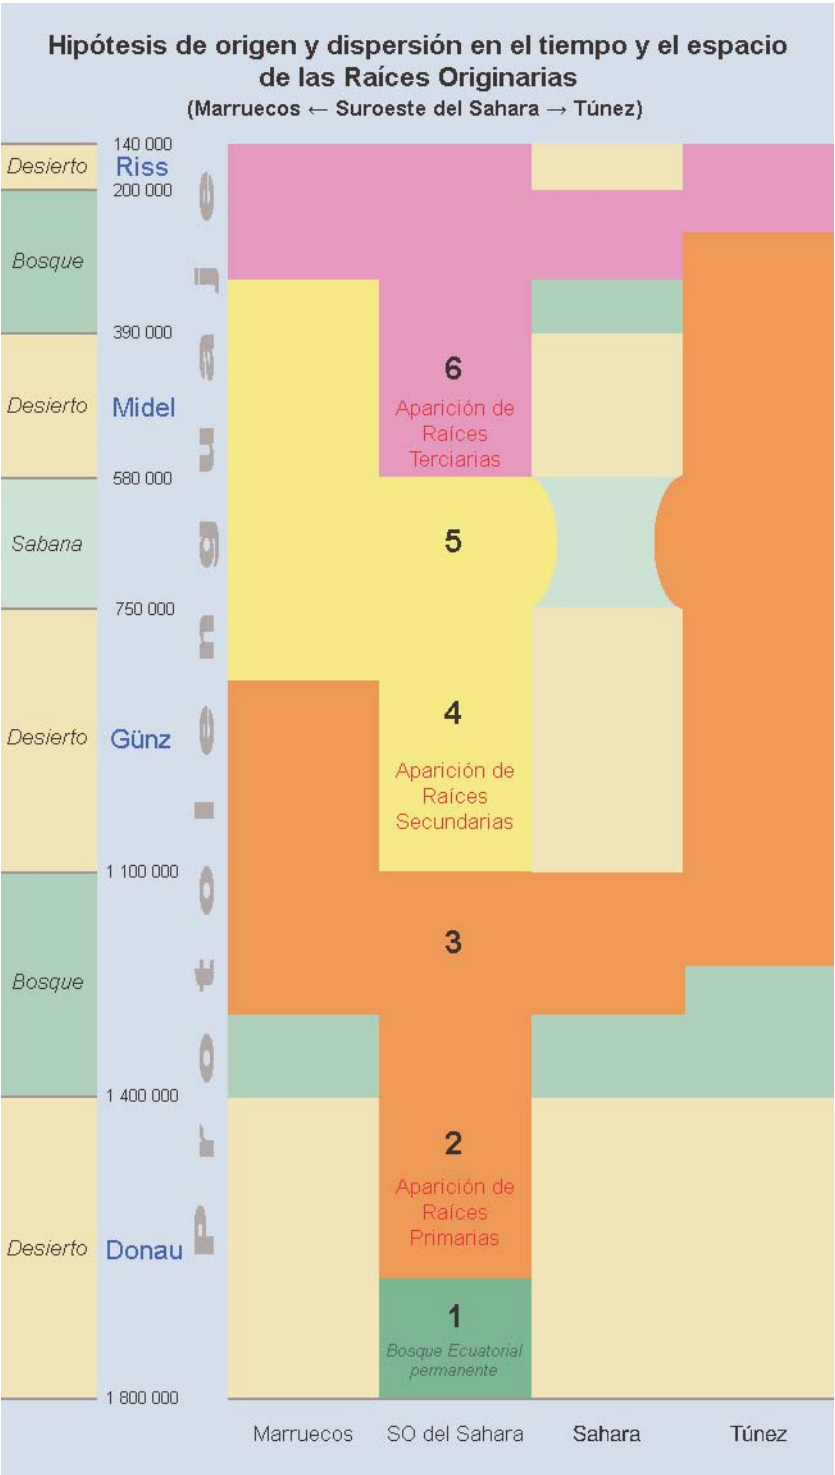 Hipótesis de origen y dispersión en el tiempo y el espacio
de las Raíces Originarias
(Marruecos ← Suroeste del Sahara → Túnez)
140 000
Desierto Riss
200 000
Bosque
390 000
6
Desierto Midel Aparición de
Raíces
Terciarias
580 000
Sabana 5
750 000
4
Desierto Günz
Aparición de
Raíces
Secundarias
1 100 000
3
Bosque
1 400 000
2
Aparición de
Raíces
Primarias
Desierto Donau
1
Bosque Ecuatorial
permanente
1 800 000
Protolenguaje
Marruecos SO del Sahara Sahara Túnez